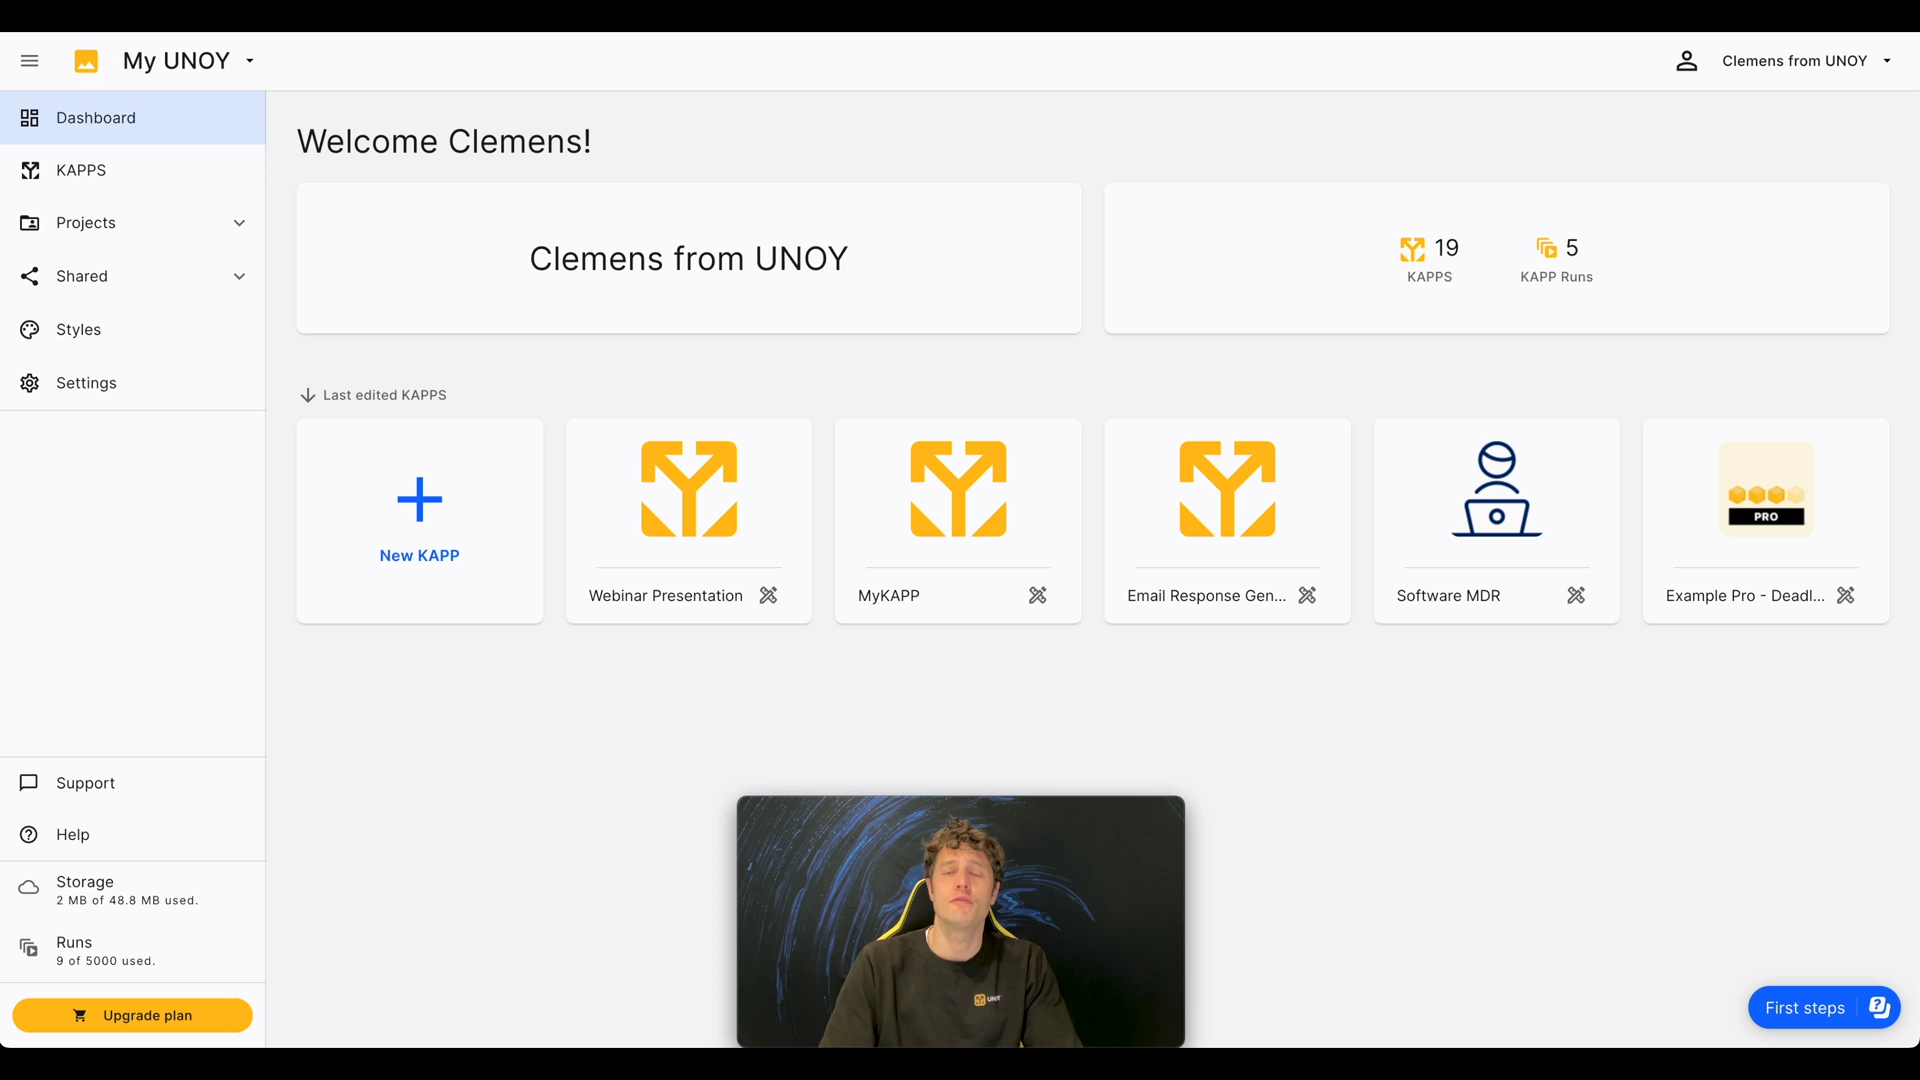 My UNOY
Clemens from UNOY
Dashboard
KAPPS
Projects
Shared
Styles
Settings
Support
Help
Storage
2 MB of 48.8 MB used.
Runs
9 of 5000 used.
Upgrade plan
Welcome Clemens!
Clemens from UNOY
19
KAPPS
5
KAPP Runs
Last edited KAPPS
New KAPP
Webinar Presentation
MyKAPP
Email Response Gen...
Software MDR
PRO
Example Pro - Deadl...
UNOY
First steps